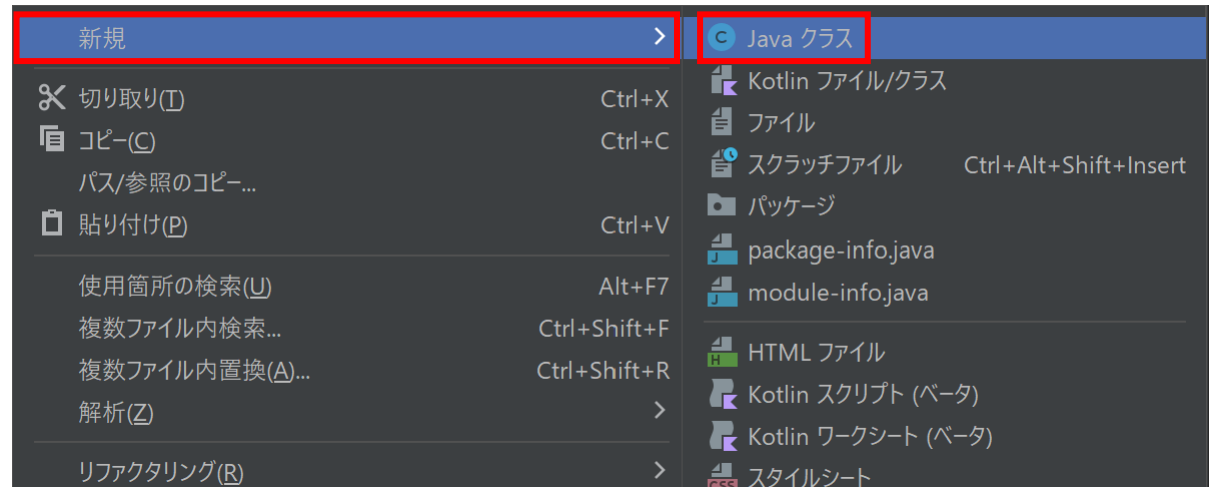 新規
切り取り(T) Ctrl+X
コピー(C) Ctrl+C
パス/参照のコピー...
貼り付け(P) Ctrl+V
使用箇所の検索(U) Alt+F7
複数ファイル内検索... Ctrl+Shift+F
複数ファイル内置換(A)... Ctrl+Shift+R
解析(Z)
リファクタリング(R)
C Java クラス
Kotlin ファイル/クラス
ファイル
スクラッチファイル Ctrl+Alt+Shift+Insert
パッケージ
J package-info.java
J module-info.java
H HTML ファイル
Kotlin スクリプト (ベータ)
Kotlin ワークシート (ベータ)
CSS スタイルシート